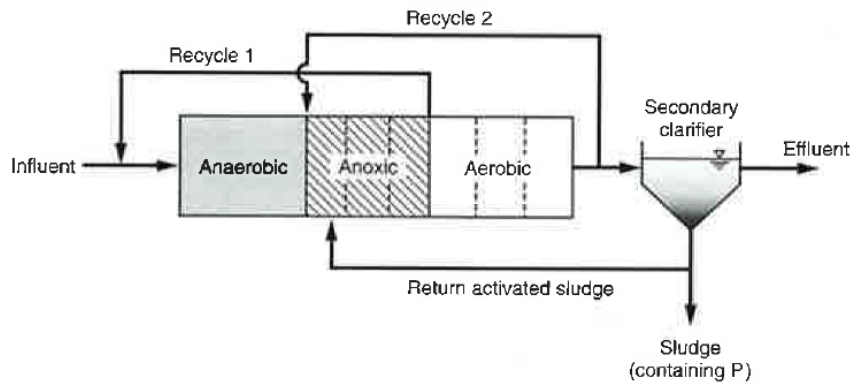 Recycle 2
Recycle 1
Secondary
clarifier
Influent
Anaerobic
Anoxic
Aerobic
Effluent
Return activated sludge
Sludge
(containing P)